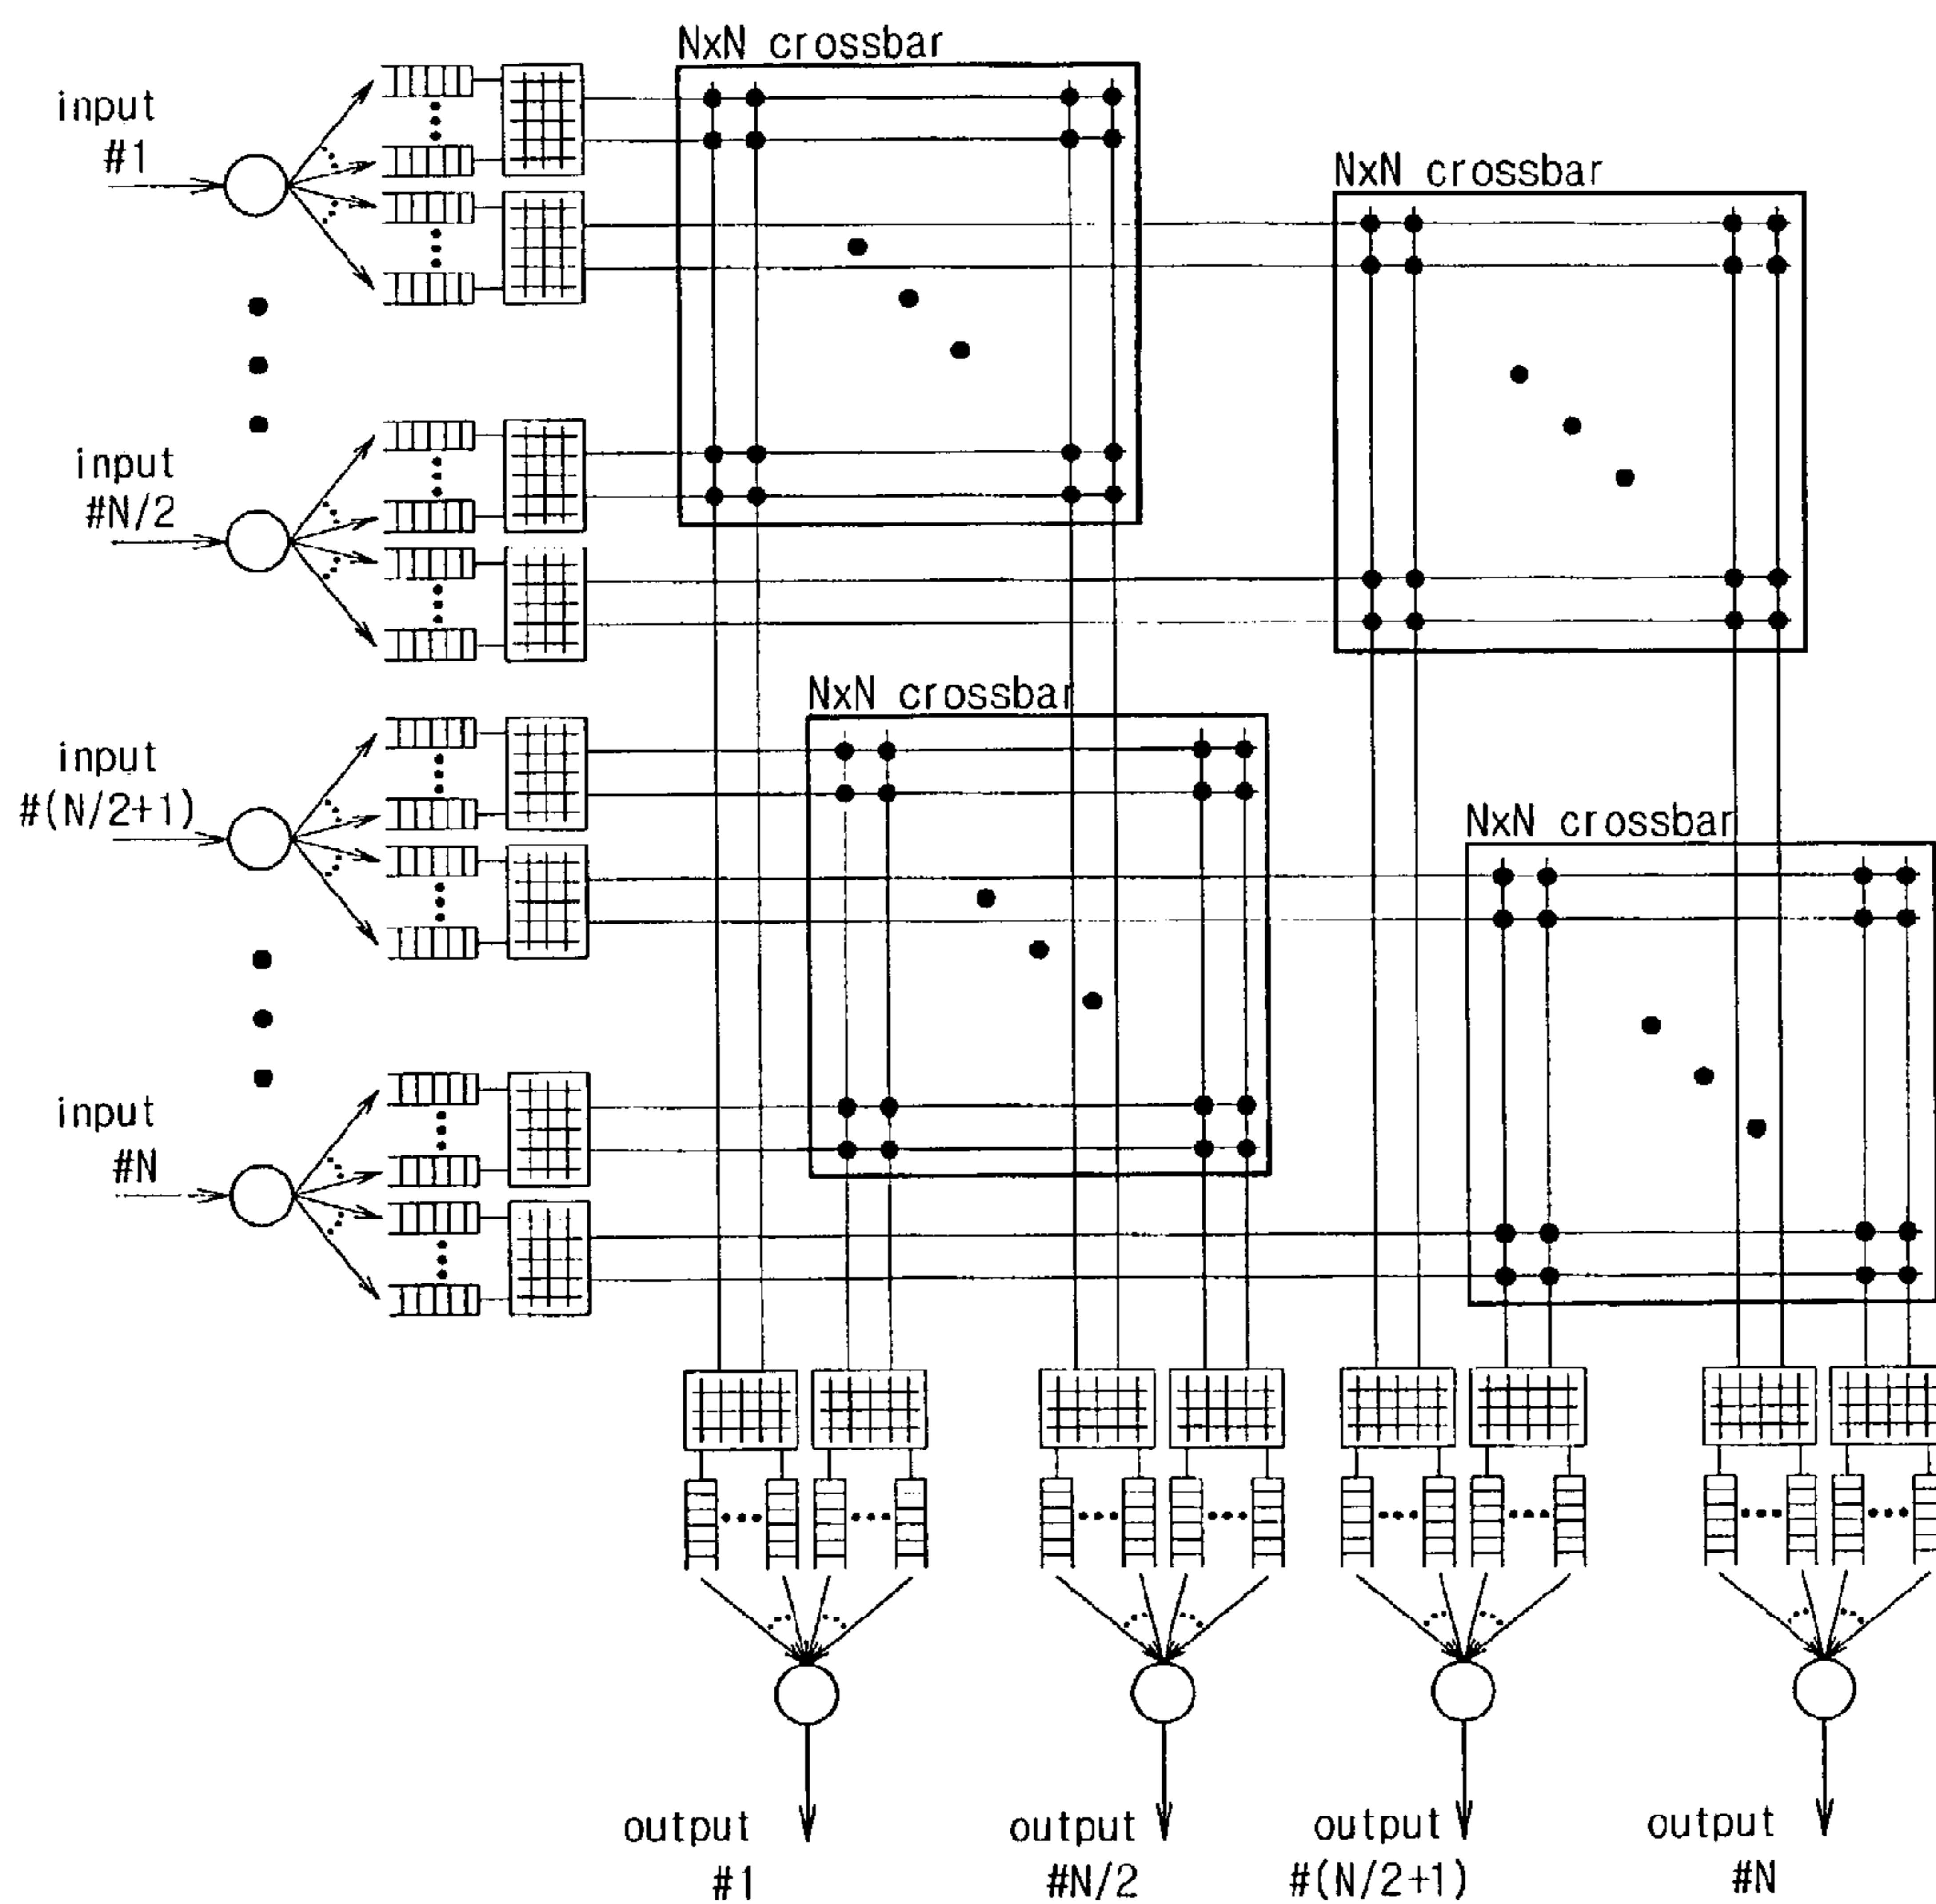 NxN crossbar
input
#1
NxN crossbar
input
#N/2
NxN crossbar
input
#(N/2+1)
NxN crossbar
input
#N
output
#1
output
#N/2
output
#(N/2+1)
output
#N